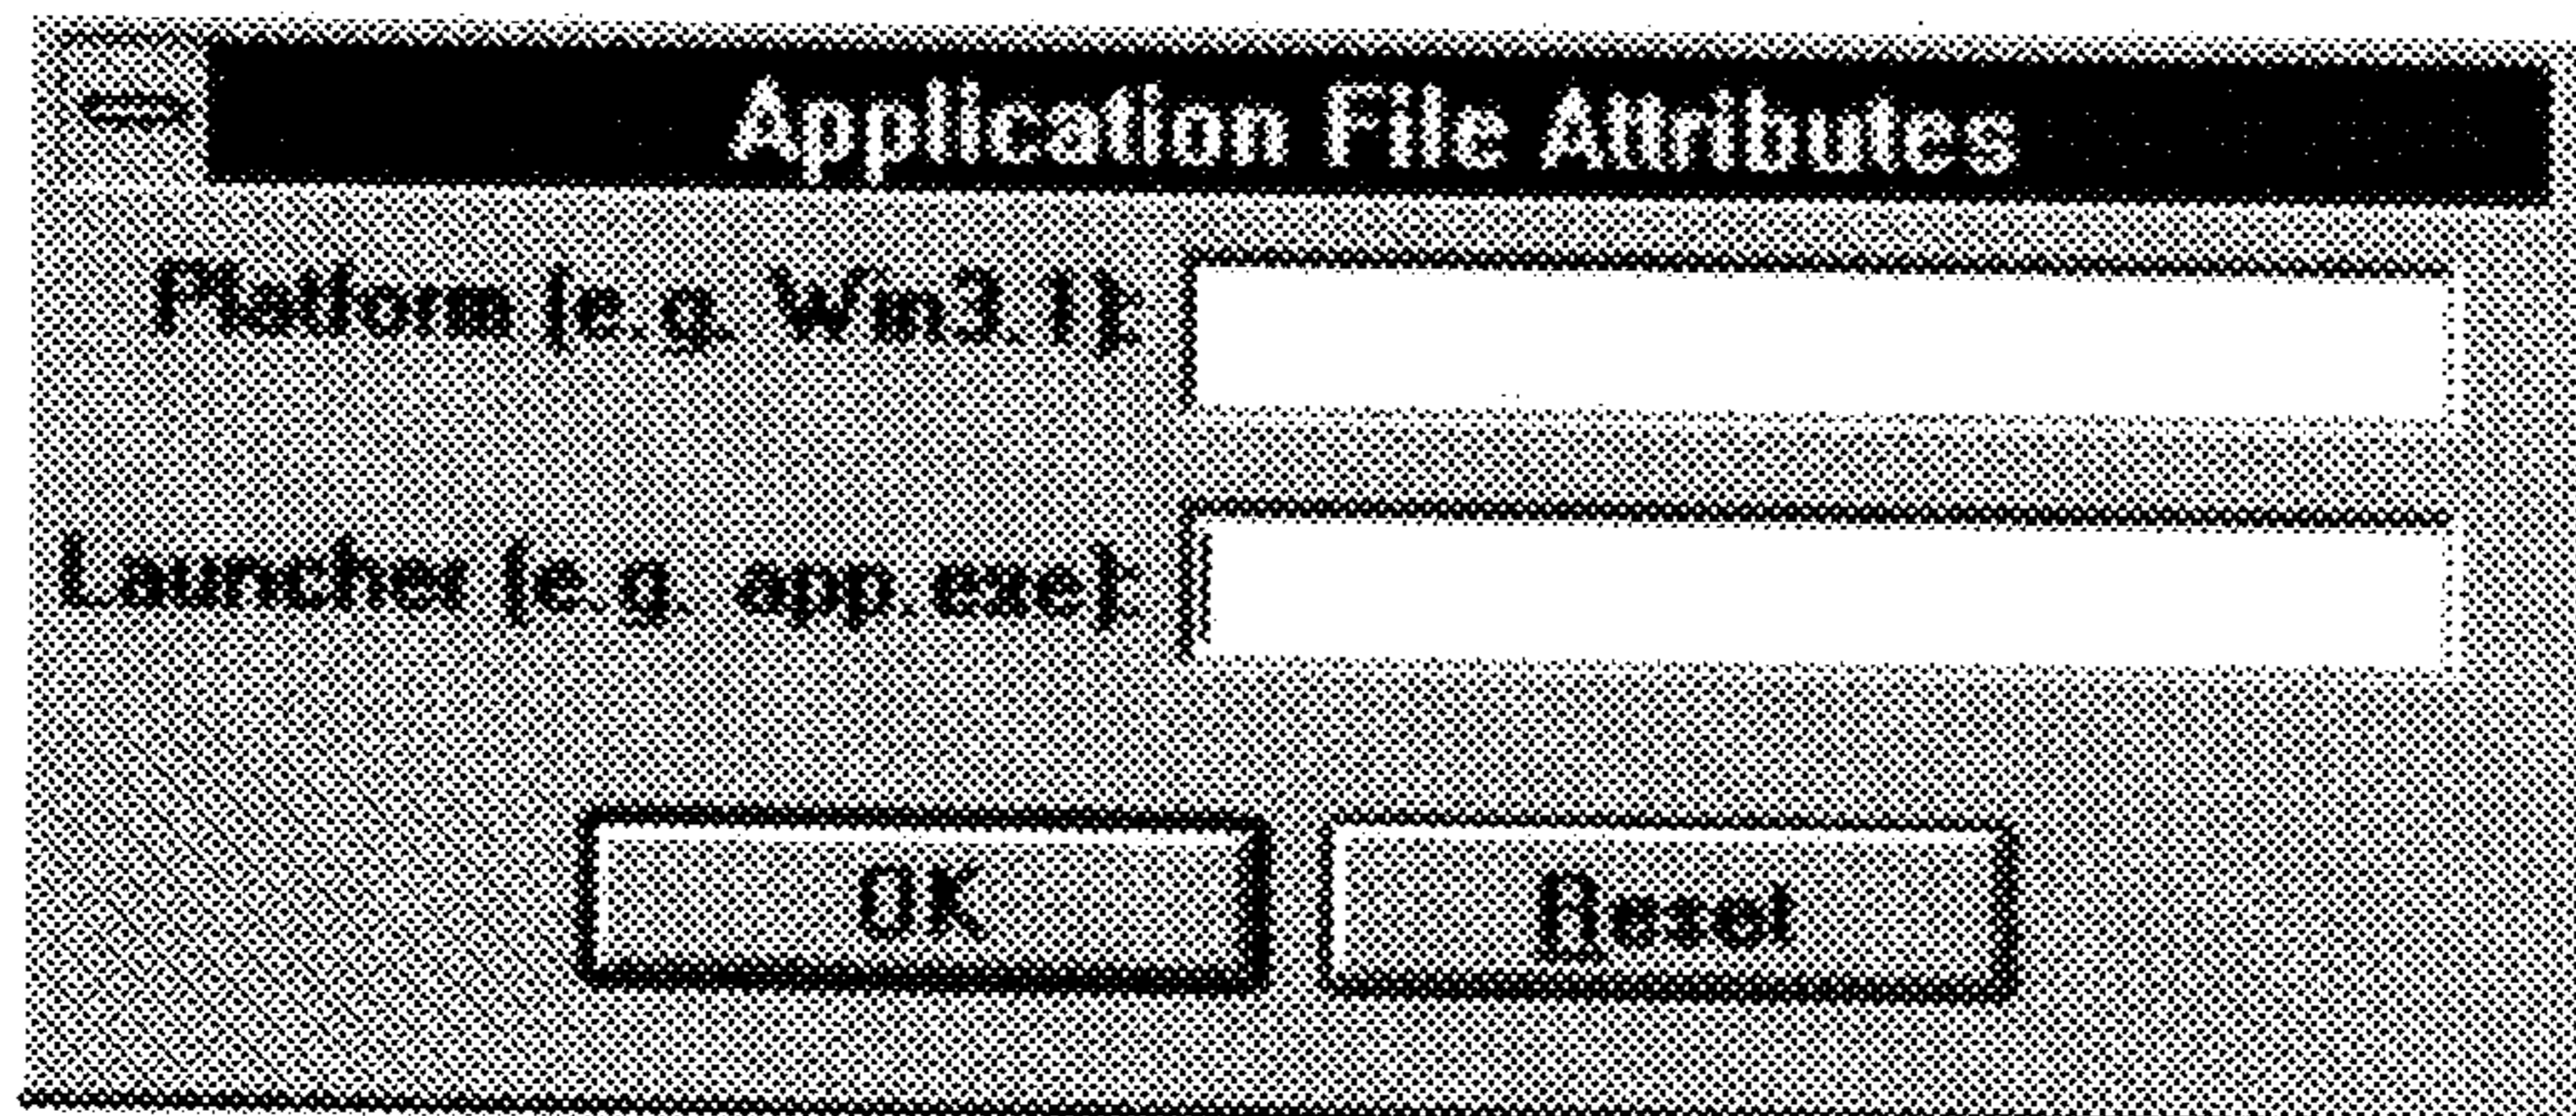 Application File Attributes
Platform (e.g. Win3.1):
Launcher (e.g. app.exe):
OK
Reset